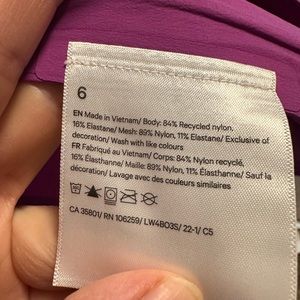 6
EN Made in Vietnam/ Body: 84% Recycled nylon,
16% Elastane/ Mesh: 89% Nylon, 11% Elastane/ Exclusive of
decoration/ Wash with like colours
FR Fabriqué au Vietnam/ Corps: 84% Nylon recyclé,
16% Élasthanne/ Maille: 89% Nylon, 11% Élasthanne/ Sauf la
décoration/ Lavage avec des couleurs similaires
CA 35801/ RN 106259/ LW4BO3S/ 22-1/ C5